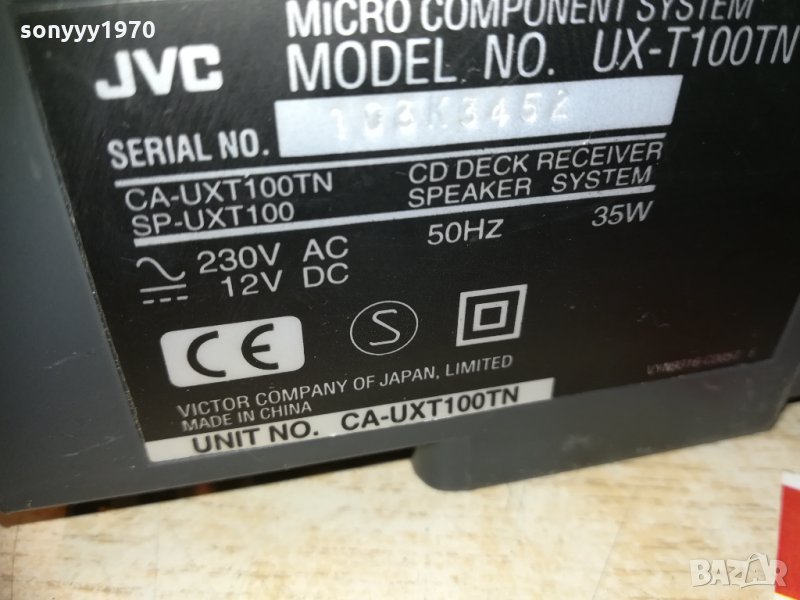 sonyyy1970
MICRO COMPONENT SYSTEM
JVC
MODEL NO. UX-T100TN
SERIAL NO. 103K3452
CA-UXT100TN CD DECK RECEIVER
SP-UXT100 SPEAKER SYSTEM
230V AC 50HZ 35W
12V DC
CE S
VICTOR COMPANY OF JAPAN, LIMITED
MADE IN CHINA
UNIT NO. CA-UXT100TN
BAZAR